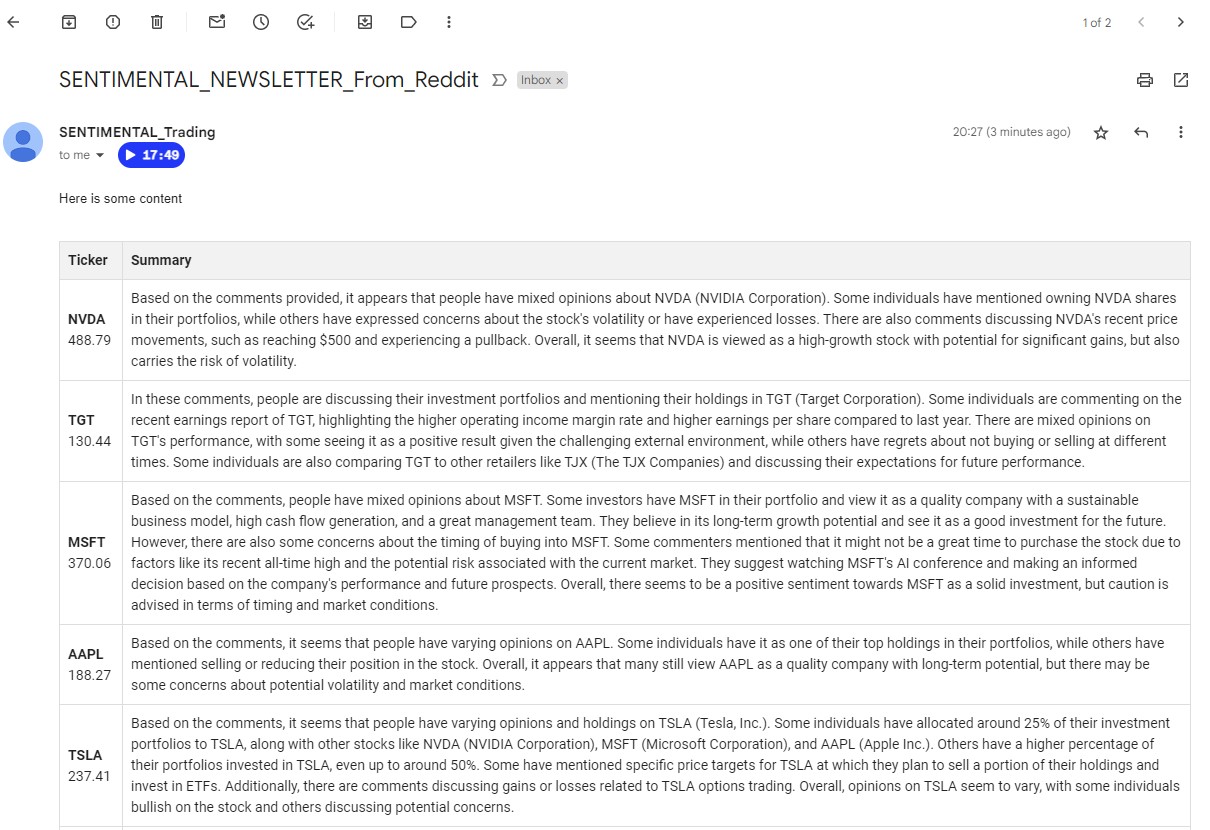 1 of 2
SENTIMENTAL_NEWSLETTER_From_Reddit
Inbox ×
SENTIMENTAL_Trading
20:27 (3 minutes ago)
to me
17:49
Here is some content
Ticker
Summary
NVDA
488.79
Based on the comments provided, it appears that people have mixed opinions about NVDA (NVIDIA Corporation). Some individuals have mentioned owning NVDA shares
in their portfolios, while others have expressed concerns about the stock's volatility or have experienced losses. There are also comments discussing NVDA's recent price
movements, such as reaching $500 and experiencing a pullback. Overall, it seems that NVDA is viewed as a high-growth stock with potential for significant gains, but also
carries the risk of volatility.
TGT
130.44
In these comments, people are discussing their investment portfolios and mentioning their holdings in TGT (Target Corporation). Some individuals are commenting on the
recent earnings report of TGT, highlighting the higher operating income margin rate and higher earnings per share compared to last year. There are mixed opinions on
TGT's performance, with some seeing it as a positive result given the challenging external environment, while others have regrets about not buying or selling at different
times. Some individuals are also comparing TGT to other retailers like TJX (The TJX Companies) and discussing their expectations for future performance.
MSFT
370.06
Based on the comments, people have mixed opinions about MSFT. Some investors have MSFT in their portfolio and view it as a quality company with a sustainable
business model, high cash flow generation, and a great management team. They believe in its long-term growth potential and see it as a good investment for the future.
However, there are also some concerns about the timing of buying into MSFT. Some commenters mentioned that it might not be a great time to purchase the stock due to
factors like its recent all-time high and the potential risk associated with the current market. They suggest watching MSFT's AI conference and making an informed
decision based on the company's performance and future prospects. Overall, there seems to be a positive sentiment towards MSFT as a solid investment, but caution is
advised in terms of timing and market conditions.
AAPL
188.27
Based on the comments, it seems that people have varying opinions on AAPL. Some individuals have it as one of their top holdings in their portfolios, while others have
mentioned selling or reducing their position in the stock. Overall, it appears that many still view AAPL as a quality company with long-term potential, but there may be
some concerns about potential volatility and market conditions.
TSLA
237.41
Based on the comments, it seems that people have varying opinions and holdings on TSLA (Tesla, Inc.). Some individuals have allocated around 25% of their investment
portfolios to TSLA, along with other stocks like NVDA (NVIDIA Corporation), MSFT (Microsoft Corporation), and AAPL (Apple Inc.). Others have a higher percentage of
their portfolios invested in TSLA, even up to around 50%. Some have mentioned specific price targets for TSLA at which they plan to sell a portion of their holdings and
invest in ETFs. Additionally, there are comments discussing gains or losses related to TSLA options trading. Overall, opinions on TSLA seem to vary, with some individuals
bullish on the stock and others discussing potential concerns.